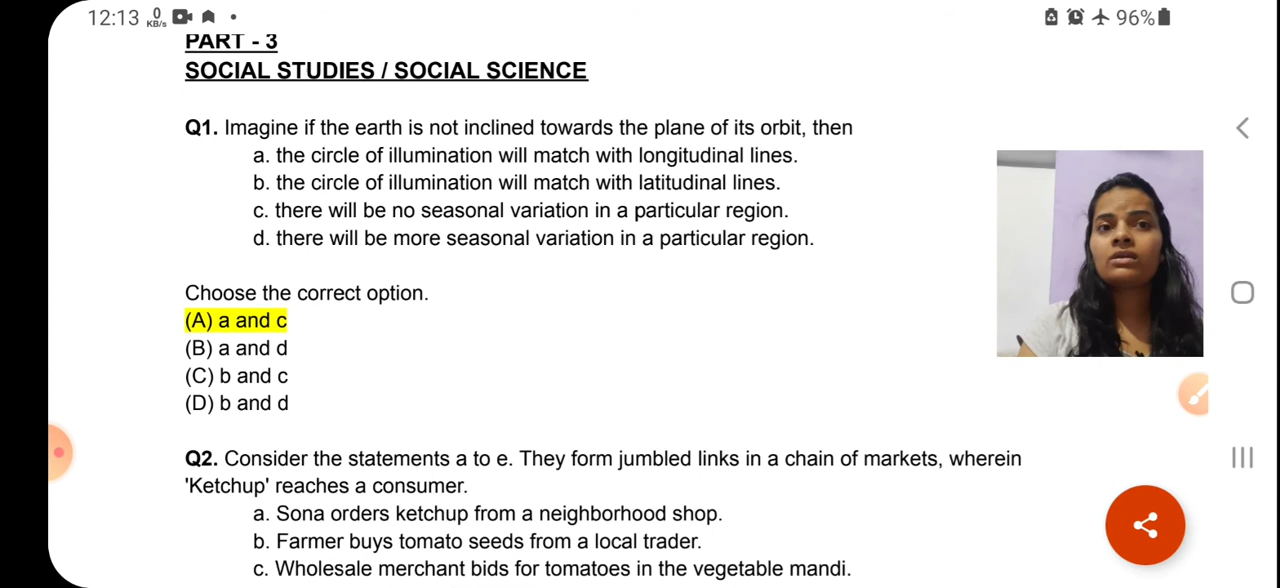 12:13 0 KB/s 96%
PART - 3
SOCIAL STUDIES / SOCIAL SCIENCE
Q1. Imagine if the earth is not inclined towards the plane of its orbit, then
a. the circle of illumination will match with longitudinal lines.
b. the circle of illumination will match with latitudinal lines.
c. there will be no seasonal variation in a particular region.
d. there will be more seasonal variation in a particular region.
Choose the correct option.
(A) a and c
(B) a and d
(C) b and c
(D) b and d
Q2. Consider the statements a to e. They form jumbled links in a chain of markets, wherein
'Ketchup' reaches a consumer.
a. Sona orders ketchup from a neighborhood shop.
b. Farmer buys tomato seeds from a local trader.
c. Wholesale merchant bids for tomatoes in the vegetable mandi.